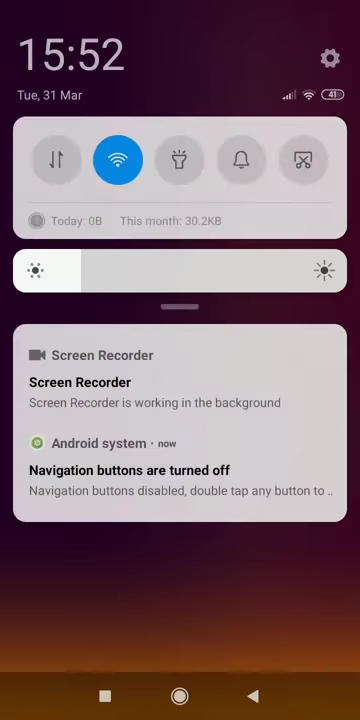 15:52
Tue, 31 Mar
41
Today: 0B This month: 30.2KB
Screen Recorder
Screen Recorder
Screen Recorder is working in the background
Android system · now
Navigation buttons are turned off
Navigation buttons disabled, double tap any button to ..